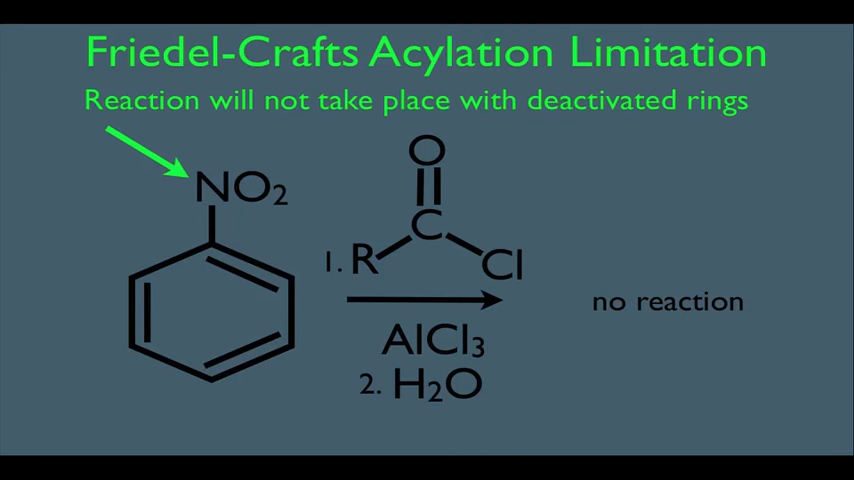 Friedel-Crafts Acylation Limitation
Reaction will not take place with deactivated rings
NO₂
O
C
1. R
Cl
no reaction
AlCl₃
2. H₂O